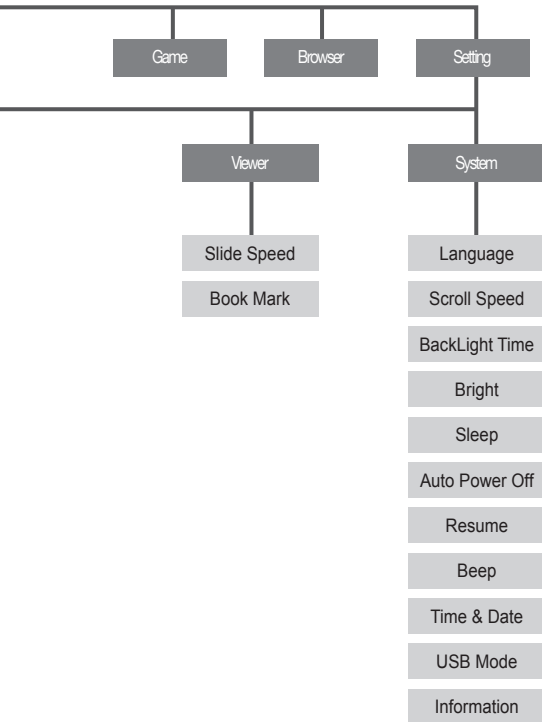 Game
Browser
Setting
Viewer
System
Slide Speed
Book Mark
Language
Scroll Speed
BackLight Time
Bright
Sleep
Auto Power Off
Resume
Beep
Time & Date
USB Mode
Information